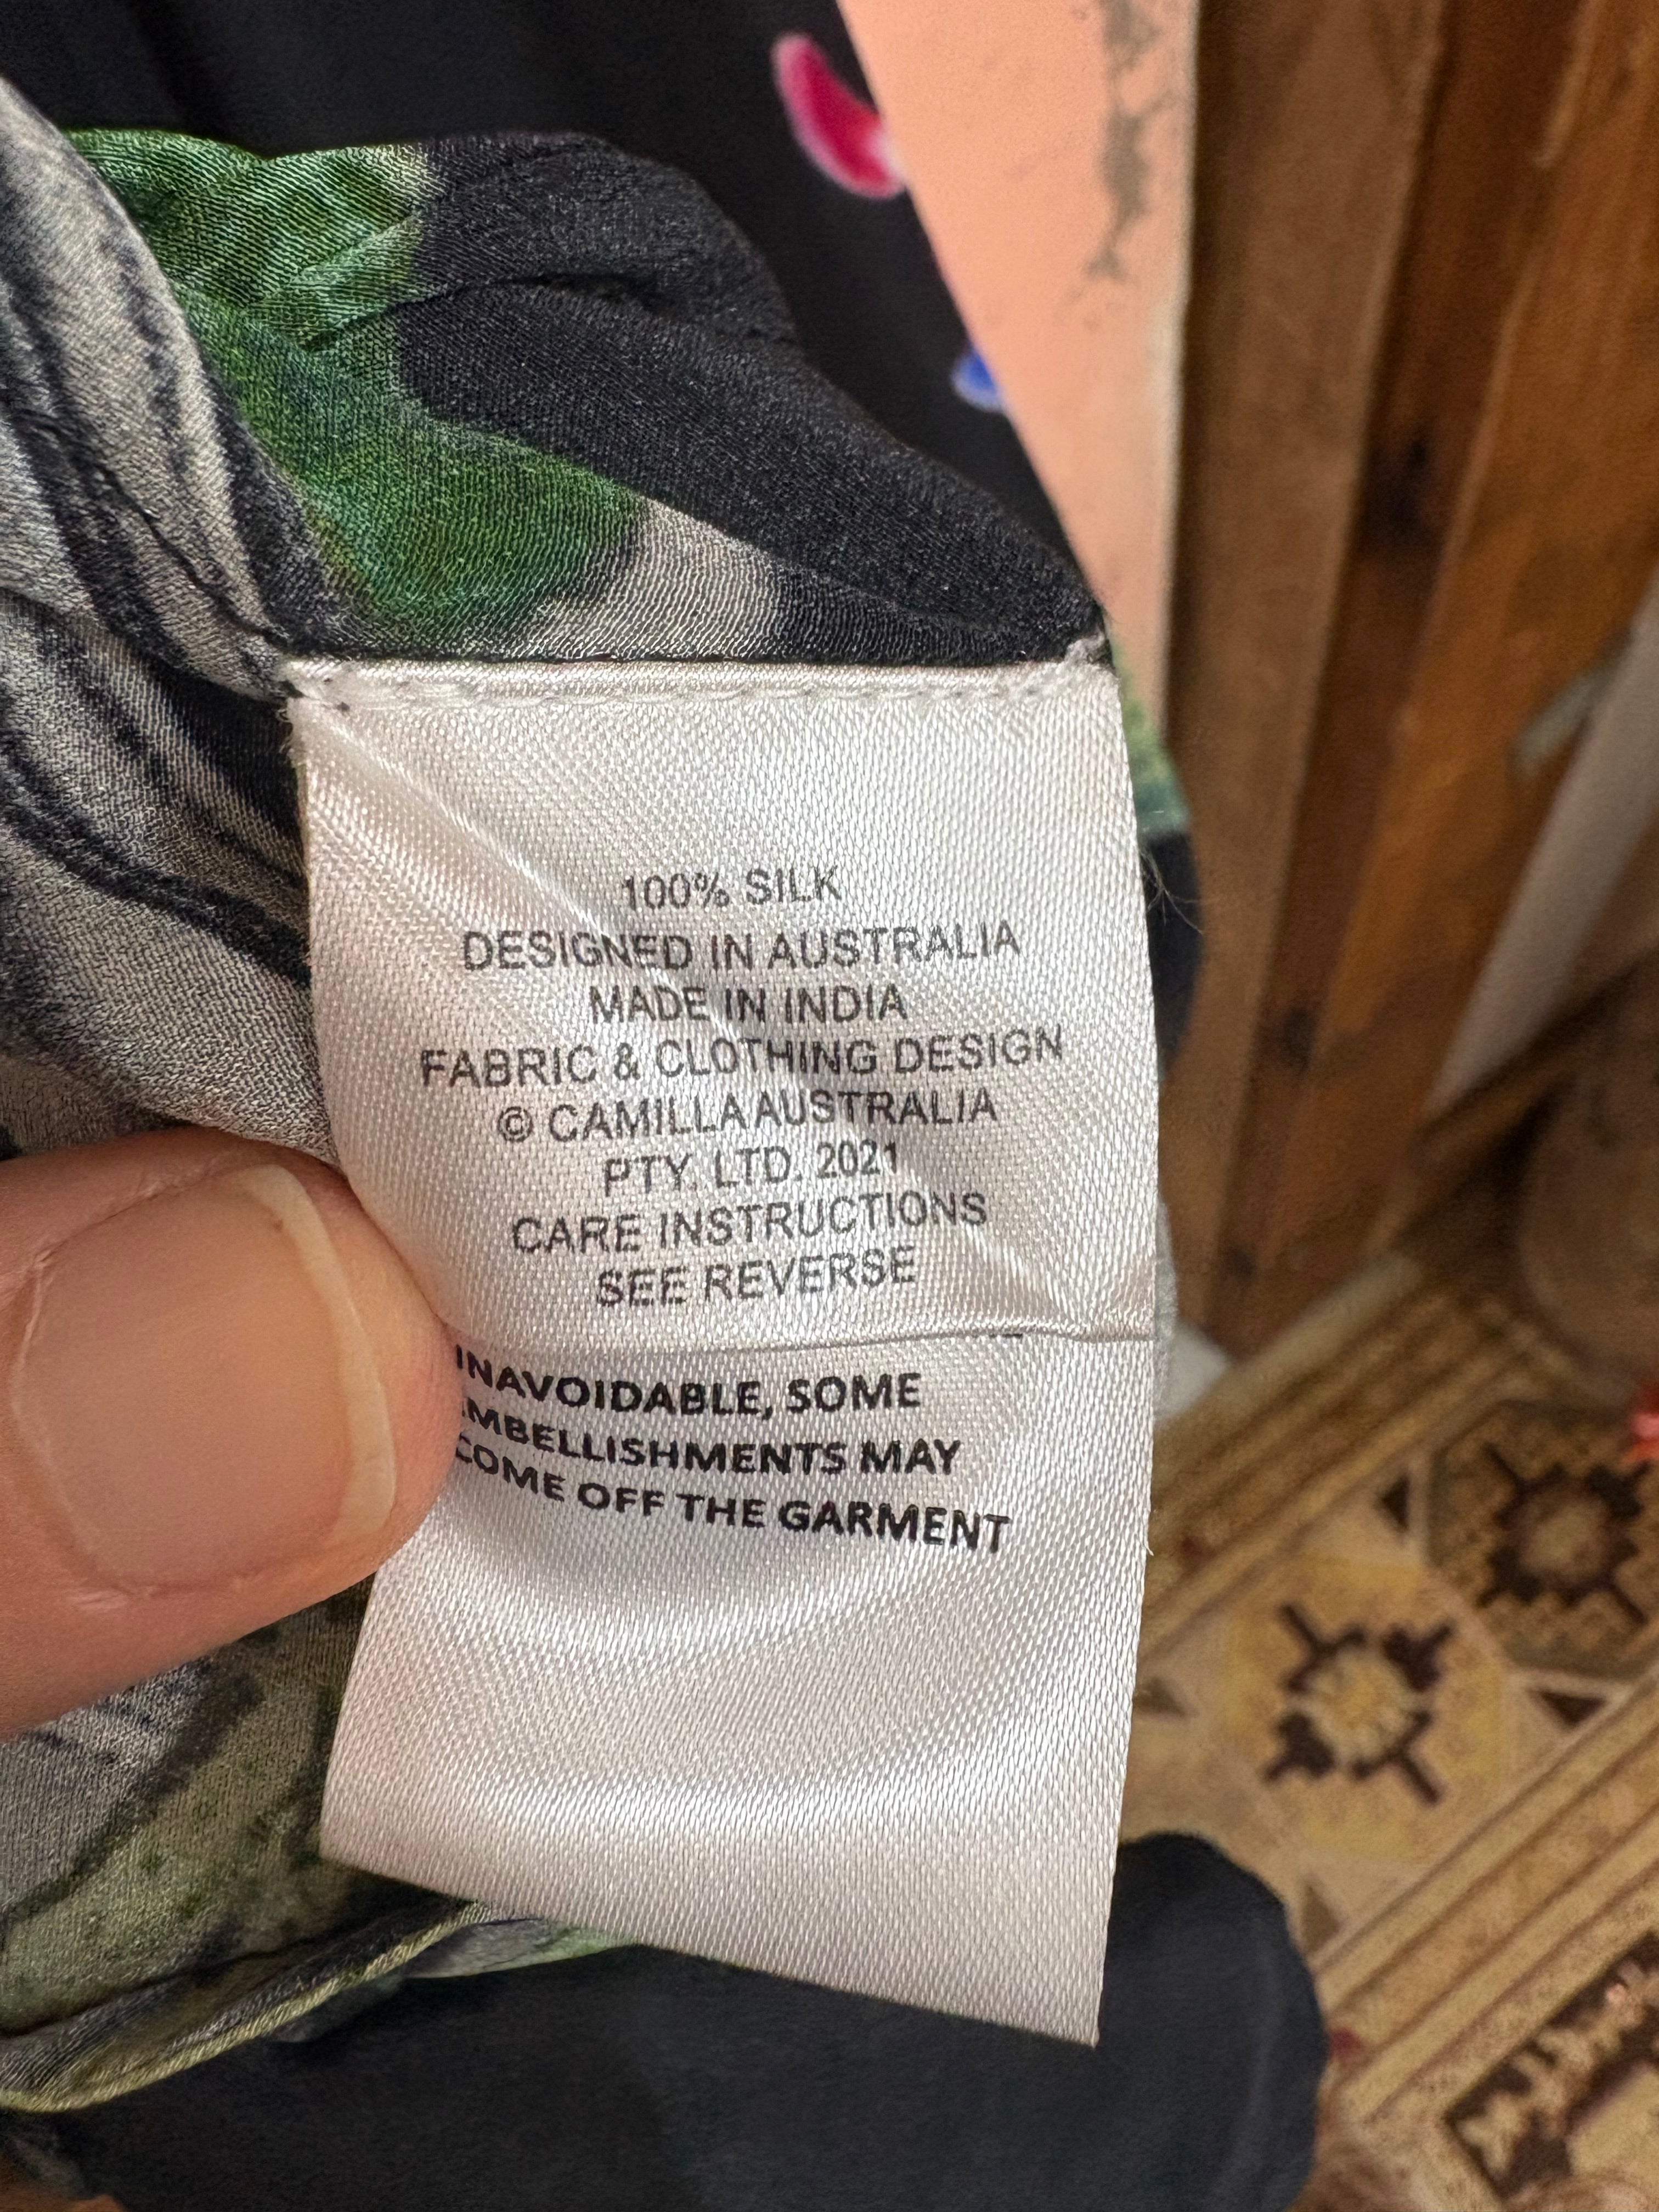 100% SILK
DESIGNED IN AUSTRALIA
MADE IN INDIA
FABRIC & CLOTHING DESIGN
© CAMILLA AUSTRALIA
PTY. LTD. 2021
CARE INSTRUCTIONS
SEE REVERSE
INAVOIDABLE, SOME
MBELLISHMENTS MAY
COME OFF THE GARMENT